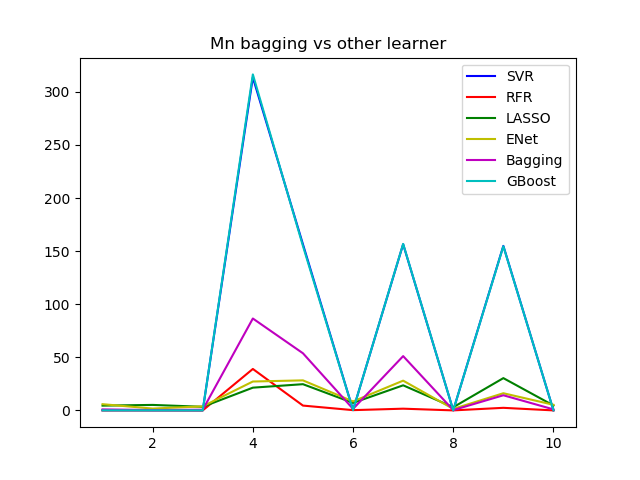 Mn bagging vs other learner
SVR
RFR
LASSO
ENet
Bagging
GBoost
300
250
200
150
100
50
0
2 4 6 8 10